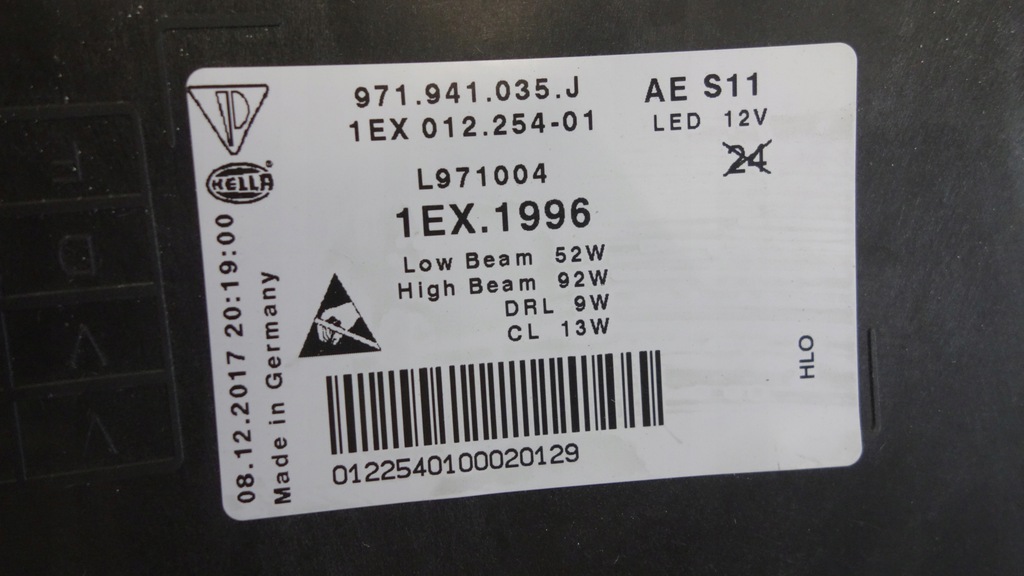 971.941.035.J
1EX 012.254-01
AE S11
LED 12V
24
HELLA
L971004
1EX.1996
Low Beam 52W
High Beam 92W
DRL 9W
CL 13W
08.12.2017 20:19:00
Made in Germany
HLO
0122540100020129